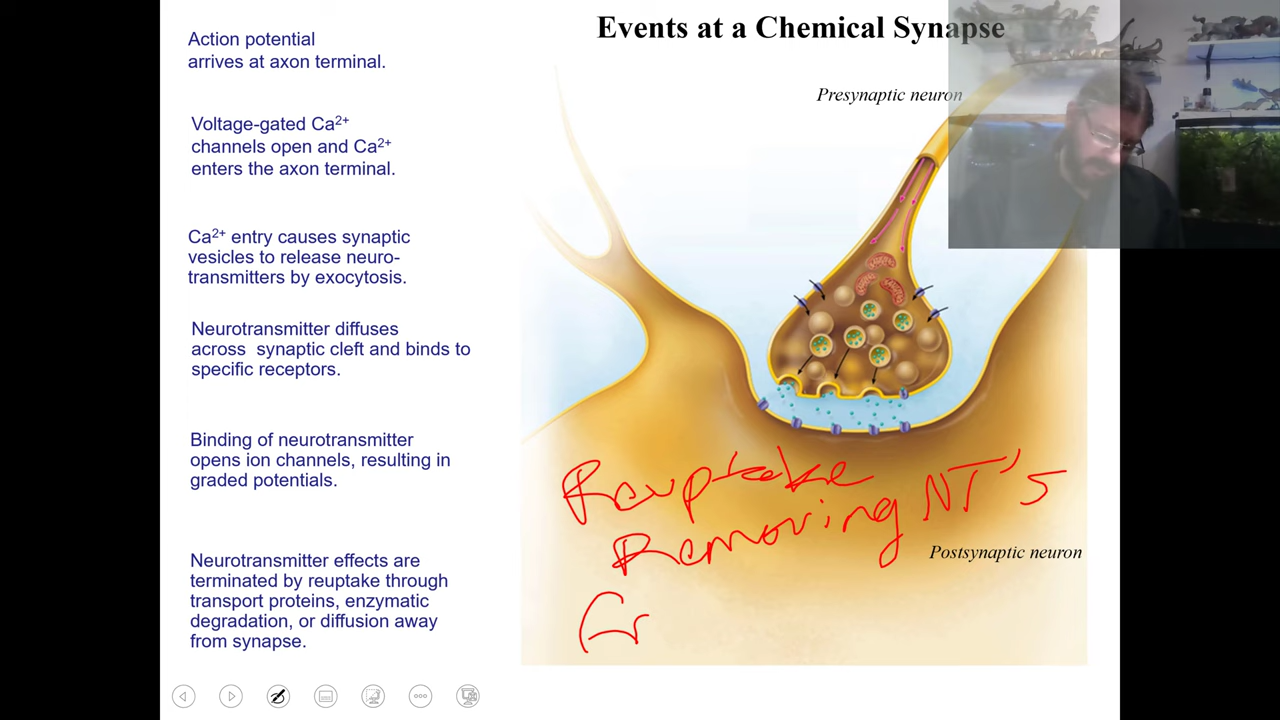 Events at a Chemical Synapse
Action potential
arrives at axon terminal.
Presynaptic neuron
Voltage-gated Ca²⁺
channels open and Ca²⁺
enters the axon terminal.
Ca²⁺ entry causes synaptic
vesicles to release neuro-
transmitters by exocytosis.
Neurotransmitter diffuses
across synaptic cleft and binds to
specific receptors.
Binding of neurotransmitter
opens ion channels, resulting in
graded potentials.
Reuptake
Removing NT's
Postsynaptic neuron
Neurotransmitter effects are
terminated by reuptake through
transport proteins, enzymatic
degradation, or diffusion away
from synapse.